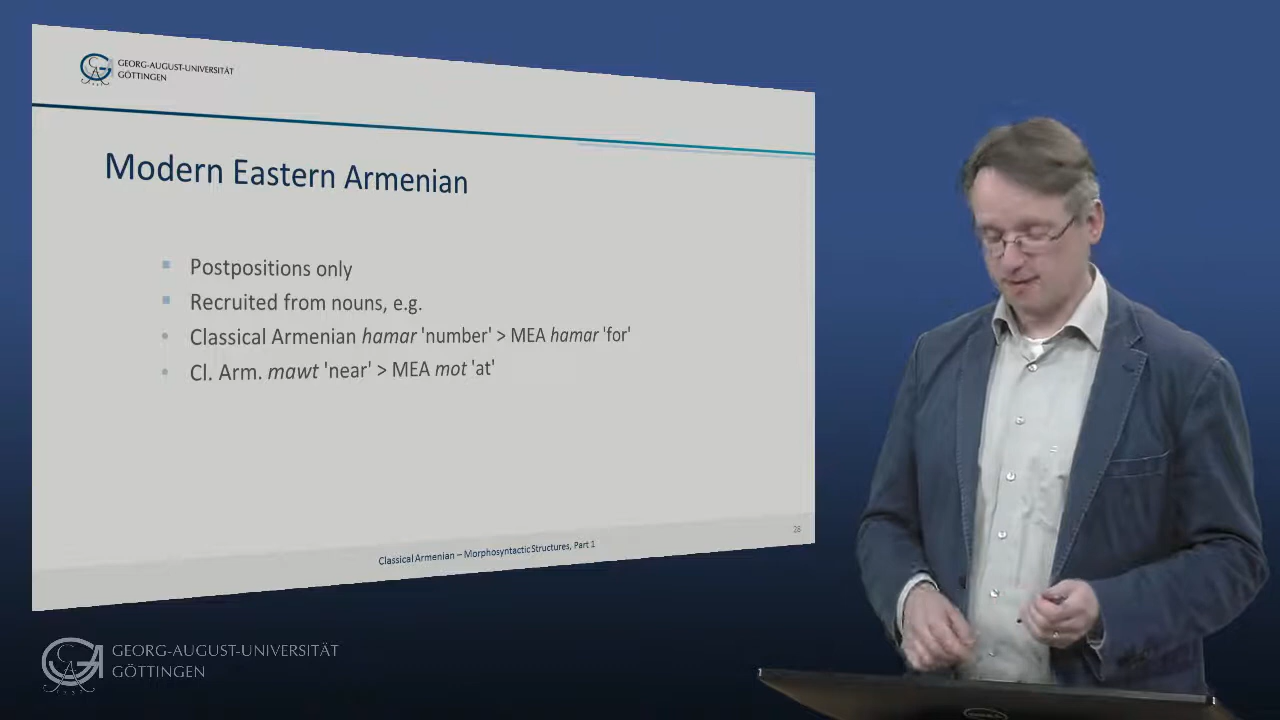 GEORG-AUGUST-UNIVERSITÄT
GÖTTINGEN
Modern Eastern Armenian
Postpositions only
Recruited from nouns, e.g.
Classical Armenian hamar 'number' > MEA hamar 'for'
Cl. Arm. mawt 'near' > MEA mot 'at'
Classical Armenian – Morphosyntactic Structures, Part 1
GEORG-AUGUST-UNIVERSITÄT
GÖTTINGEN